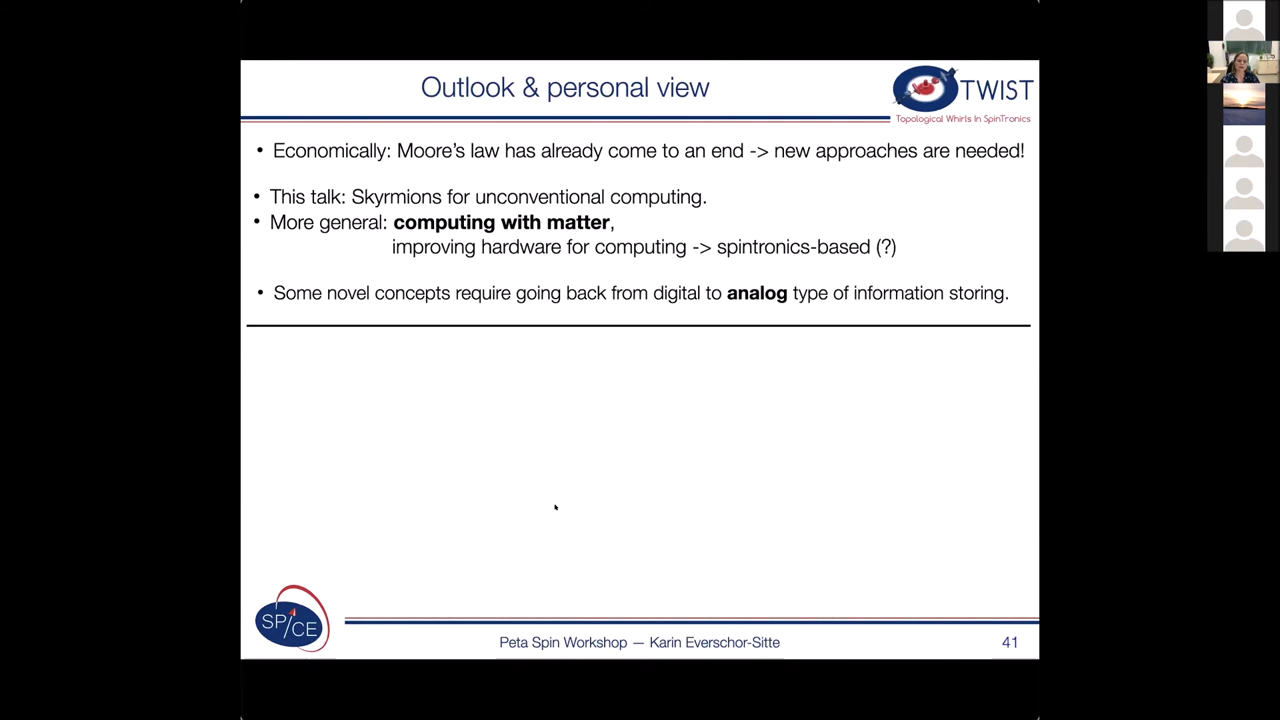 Outlook & personal view
TWIST
Topological Whirls In SpinTronics
• Economically: Moore's law has already come to an end -> new approaches are needed!
• This talk: Skyrmions for unconventional computing.
• More general: computing with matter,
improving hardware for computing -> spintronics-based (?)
• Some novel concepts require going back from digital to analog type of information storing.
SPICE
Peta Spin Workshop — Karin Everschor-Sitte
41